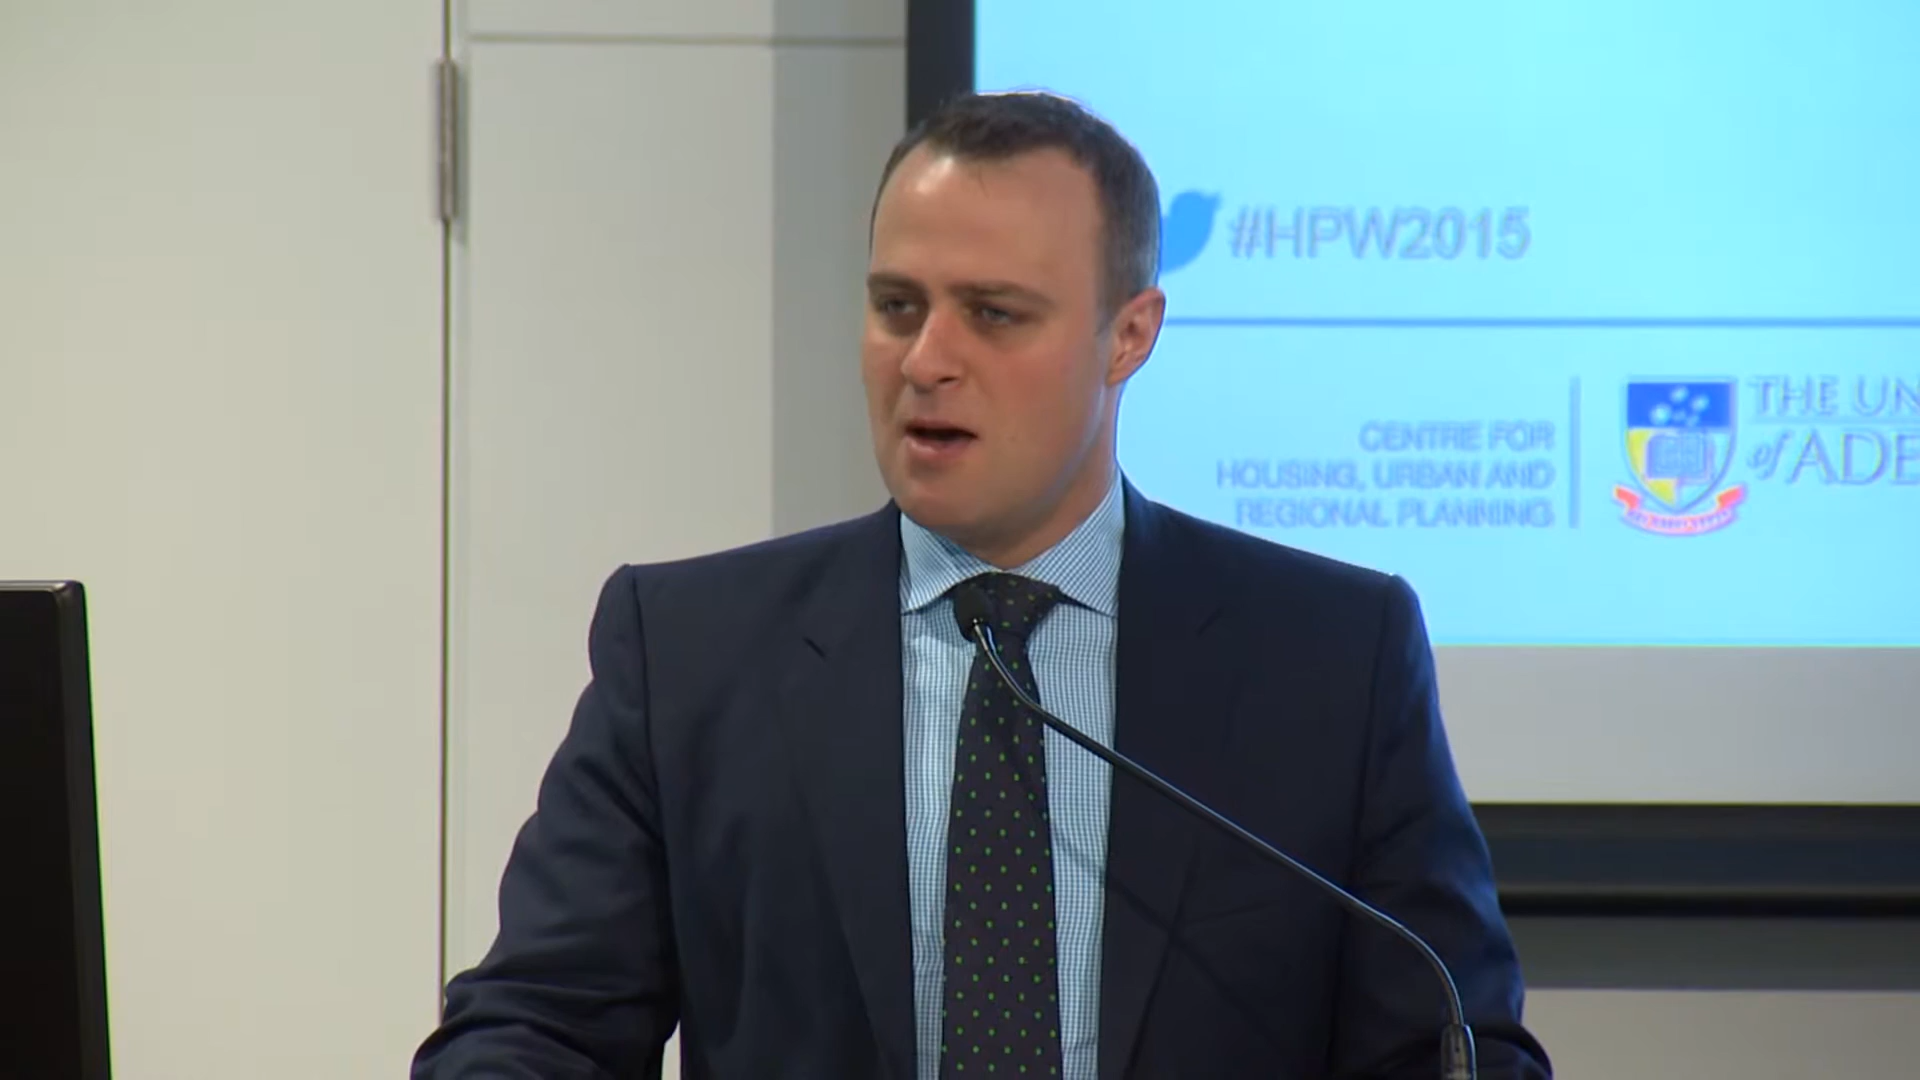 #HPW2015
CENTRE FOR
HOUSING, URBAN AND
REGIONAL PLANNING
THE UN
of ADE